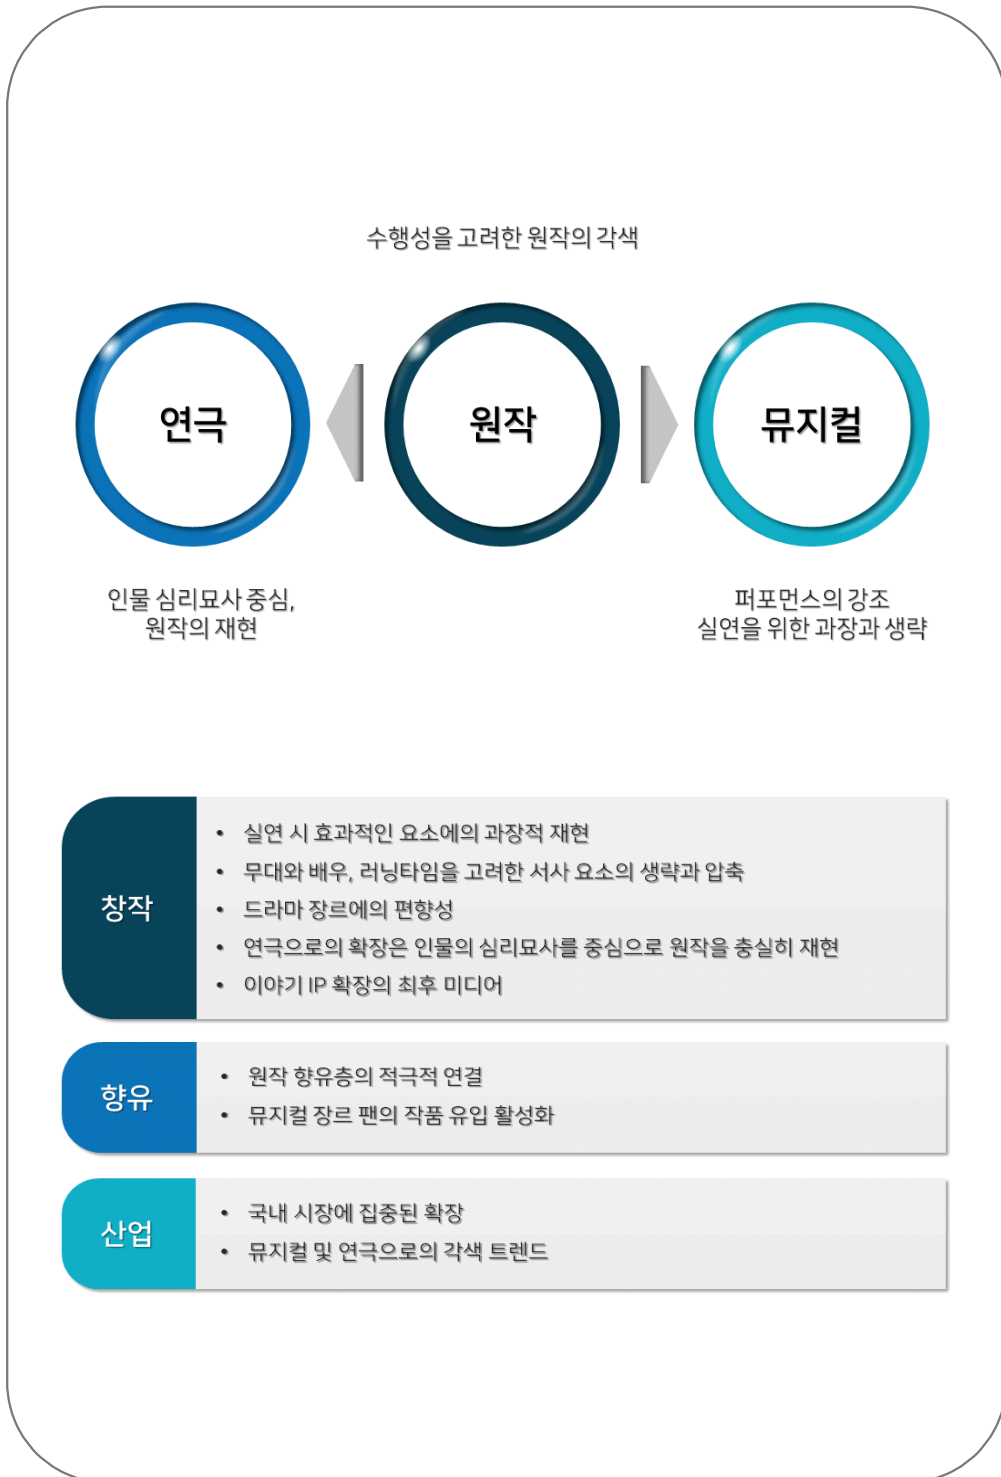 수행성을 고려한 원작의 각색
연극
원작
뮤지컬
인물 심리묘사 중심,
원작의 재현
퍼포먼스의 강조
실연을 위한 과장과 생략
창작
• 실연 시 효과적인 요소에의 과장적 재현
• 무대와 배우, 러닝타임을 고려한 서사 요소의 생략과 압축
• 드라마 장르에의 편향성
• 연극으로의 확장은 인물의 심리묘사를 중심으로 원작을 충실히 재현
• 이야기 IP 확장의 최후 미디어
향유
• 원작 향유층의 적극적 연결
• 뮤지컬 장르 팬의 작품 유입 활성화
산업
• 국내 시장에 집중된 확장
• 뮤지컬 및 연극으로의 각색 트렌드